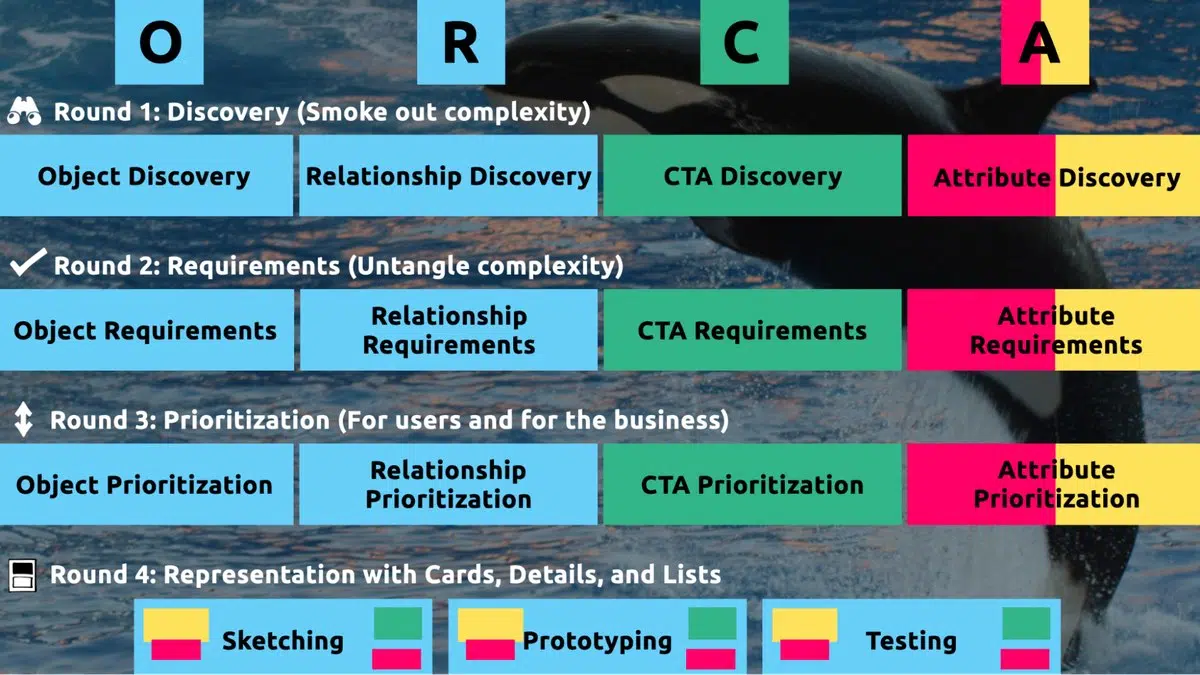 O R C A
Round 1: Discovery (Smoke out complexity)
Object Discovery
Relationship Discovery
CTA Discovery
Attribute Discovery
Round 2: Requirements (Untangle complexity)
Object Requirements
Relationship
Requirements
CTA Requirements
Attribute
Requirements
Round 3: Prioritization (For users and for the business)
Object Prioritization
Relationship
Prioritization
CTA Prioritization
Attribute
Prioritization
Round 4: Representation with Cards, Details, and Lists
Sketching
Prototyping
Testing